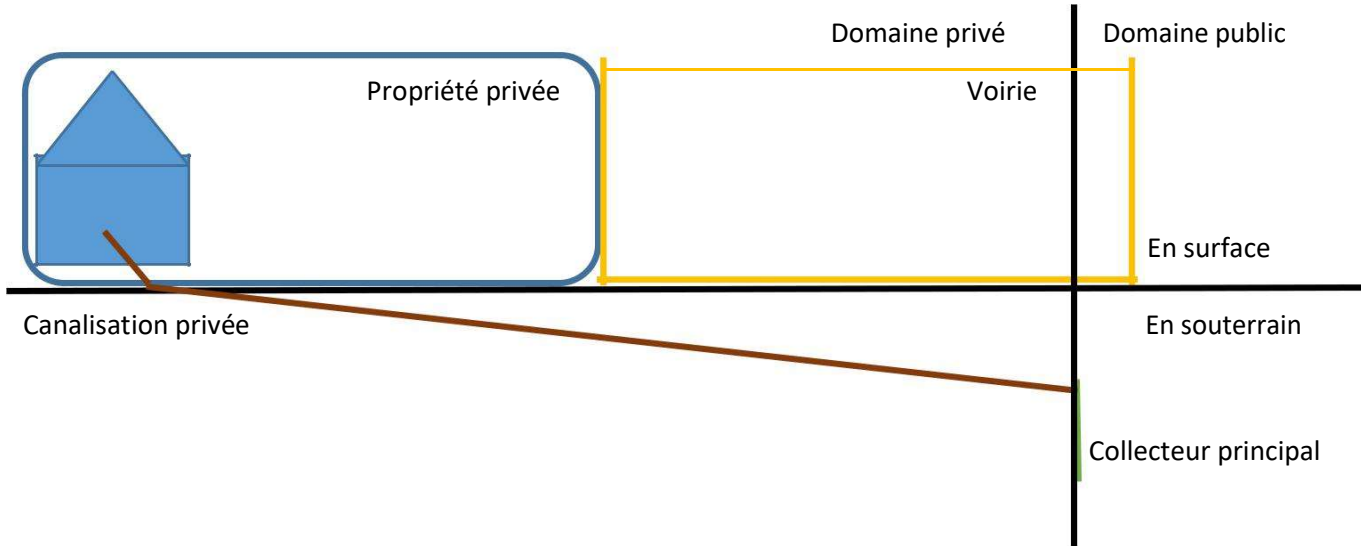 Domaine privé
Domaine public
Propriété privée
Voirie
En surface
Canalisation privée
En souterrain
Collecteur principal